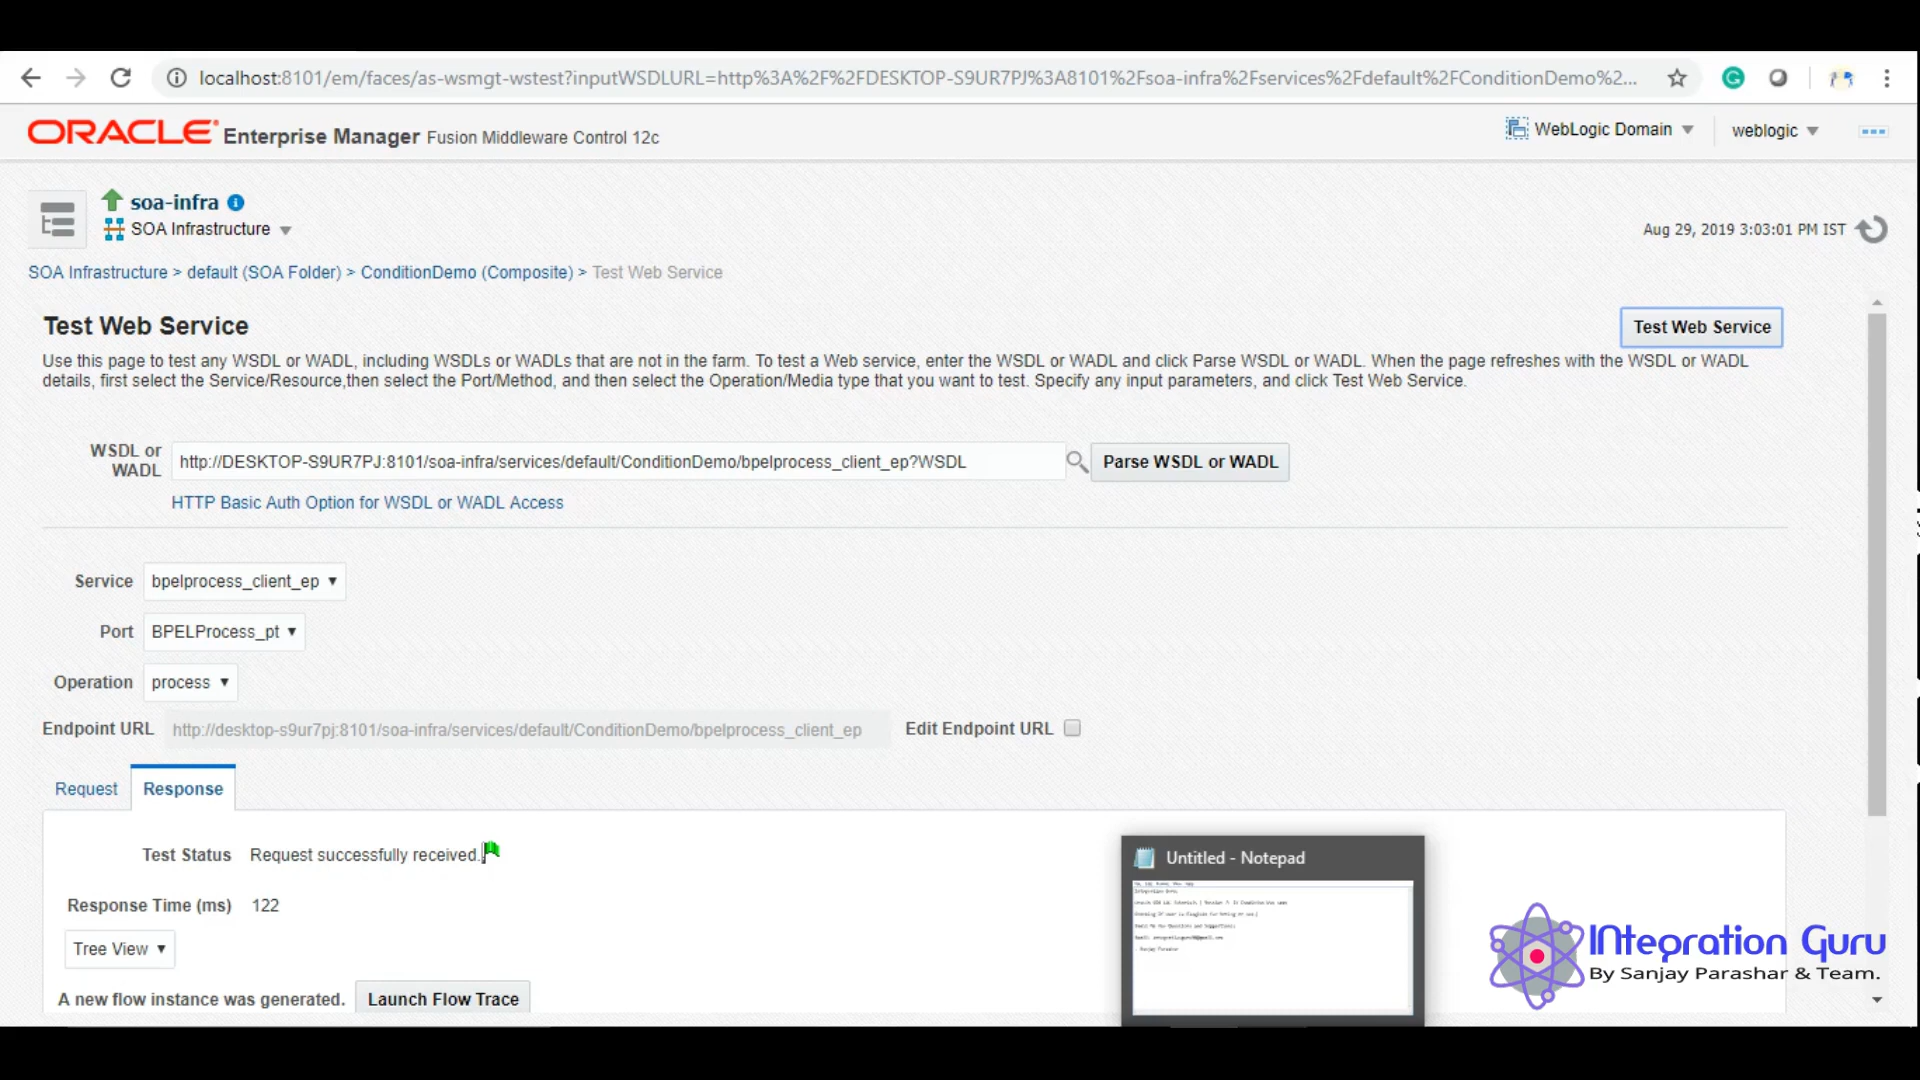 localhost:8101/em/faces/as-wsmgt-wstest?inputWSDLURL=http%3A%2F%2FDESKTOP-S9UR7PJ%3A8101%2Fsoa-infra%2Fservices%2Fdefault%2FConditionDemo%2...
ORACLE® Enterprise Manager Fusion Middleware Control 12c
WebLogic Domain
weblogic
soa-infra
SOA Infrastructure
Aug 29, 2019 3:03:01 PM IST
SOA Infrastructure > default (SOA Folder) > ConditionDemo (Composite) > Test Web Service
Test Web Service
Test Web Service
Use this page to test any WSDL or WADL, including WSDLs or WADLs that are not in the farm. To test a Web service, enter the WSDL or WADL and click Parse WSDL or WADL. When the page refreshes with the WSDL or WADL
details, first select the Service/Resource,then select the Port/Method, and then select the Operation/Media type that you want to test. Specify any input parameters, and click Test Web Service.
WSDL or
WADL
http://DESKTOP-S9UR7PJ:8101/soa-infra/services/default/ConditionDemo/bpelprocess_client_ep?WSDL
Parse WSDL or WADL
HTTP Basic Auth Option for WSDL or WADL Access
Service bpelprocess_client_ep
Port BPELProcess_pt
Operation process
Endpoint URL http://desktop-s9ur7pj:8101/soa-infra/services/default/ConditionDemo/bpelprocess_client_ep Edit Endpoint URL
Request Response
Test Status Request successfully received.
Response Time (ms) 122
Tree View
A new flow instance was generated. Launch Flow Trace
Untitled - Notepad
INtegration Guru
By Sanjay Parashar & Team.